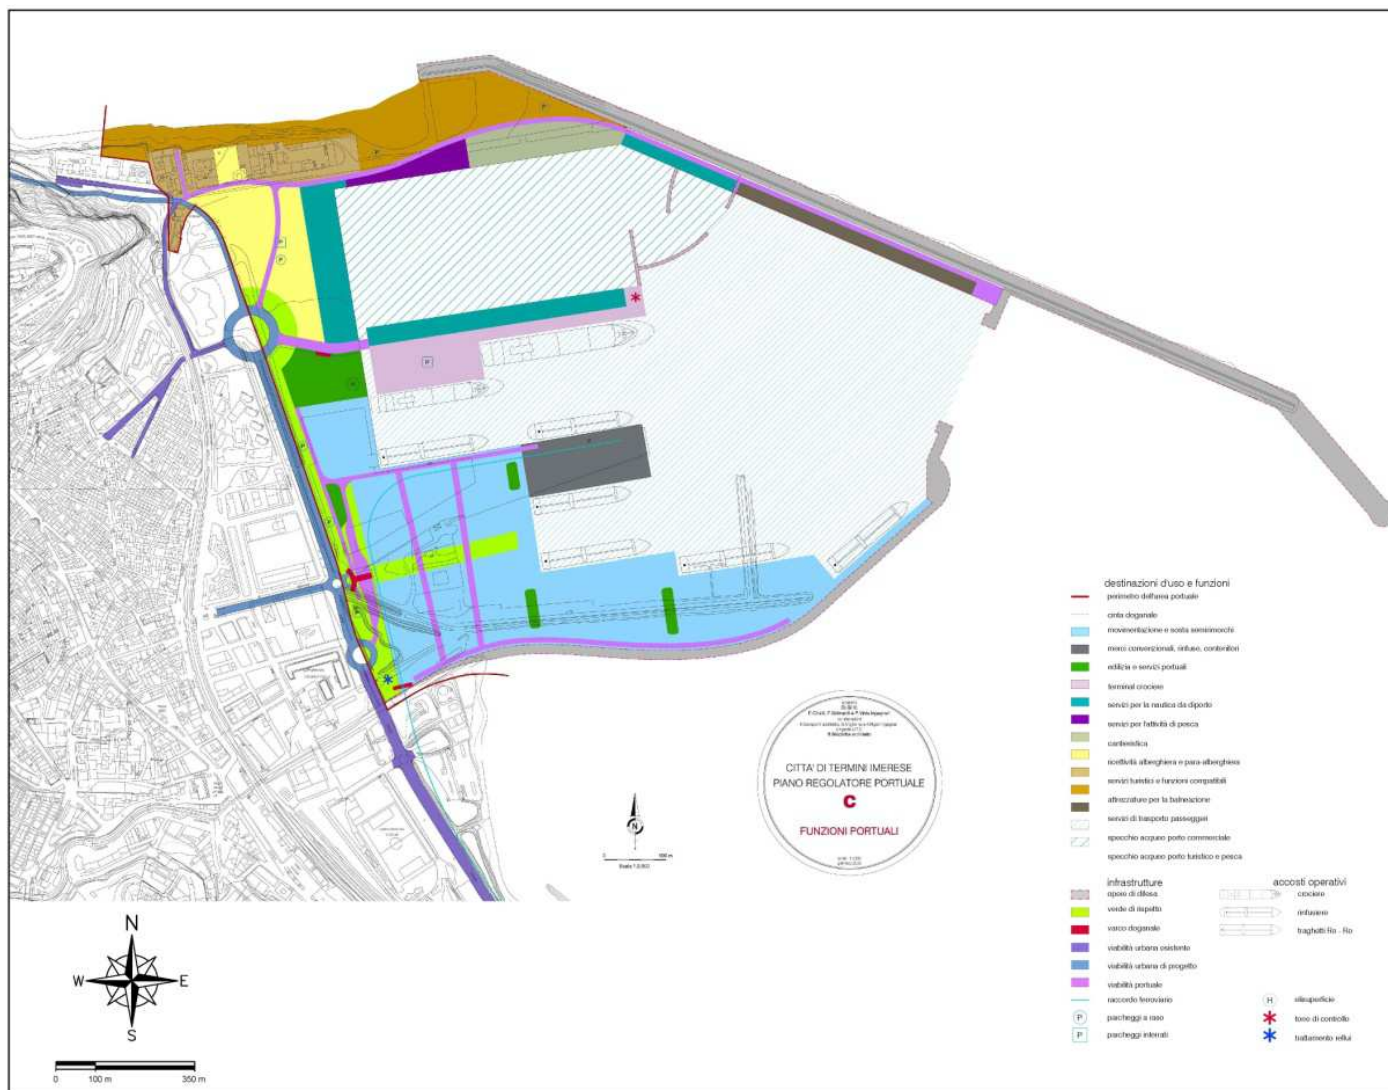 destinazioni d'uso e funzioni
perimetro dell'area portuale
cinta doganale
movimentazione e sosta semirimorchi
merci convenzionali, rinfuse, contenitori
edilizia e servizi portuali
terminal crociere
servizi per la nautica da diporto
servizi per l'attività di pesca
cantieristica
ricettività alberghiera e para-alberghiera
servizi turistici e funzioni compatibili
attrezzature per la balneazione
servizi di trasporto passeggeri
specchio acqueo porto commerciale
specchio acqueo porto turistico e pesca
infrastrutture
opere di difesa
verde di rispetto
varco doganale
viabilità urbana esistente
viabilità urbana di progetto
viabilità portuale
raccordo ferroviario
P parcheggi a raso
P parcheggi interrati
accosti operativi
crociere
rinfusiere
traghetti Ro - Ro
H elisuperficie
torre di controllo
trattamento reflui
CITTA' DI TERMINI IMERESE
PIANO REGOLATORE PORTUALE
C
FUNZIONI PORTUALI
N
N
W E
S
0 100 m 350 m